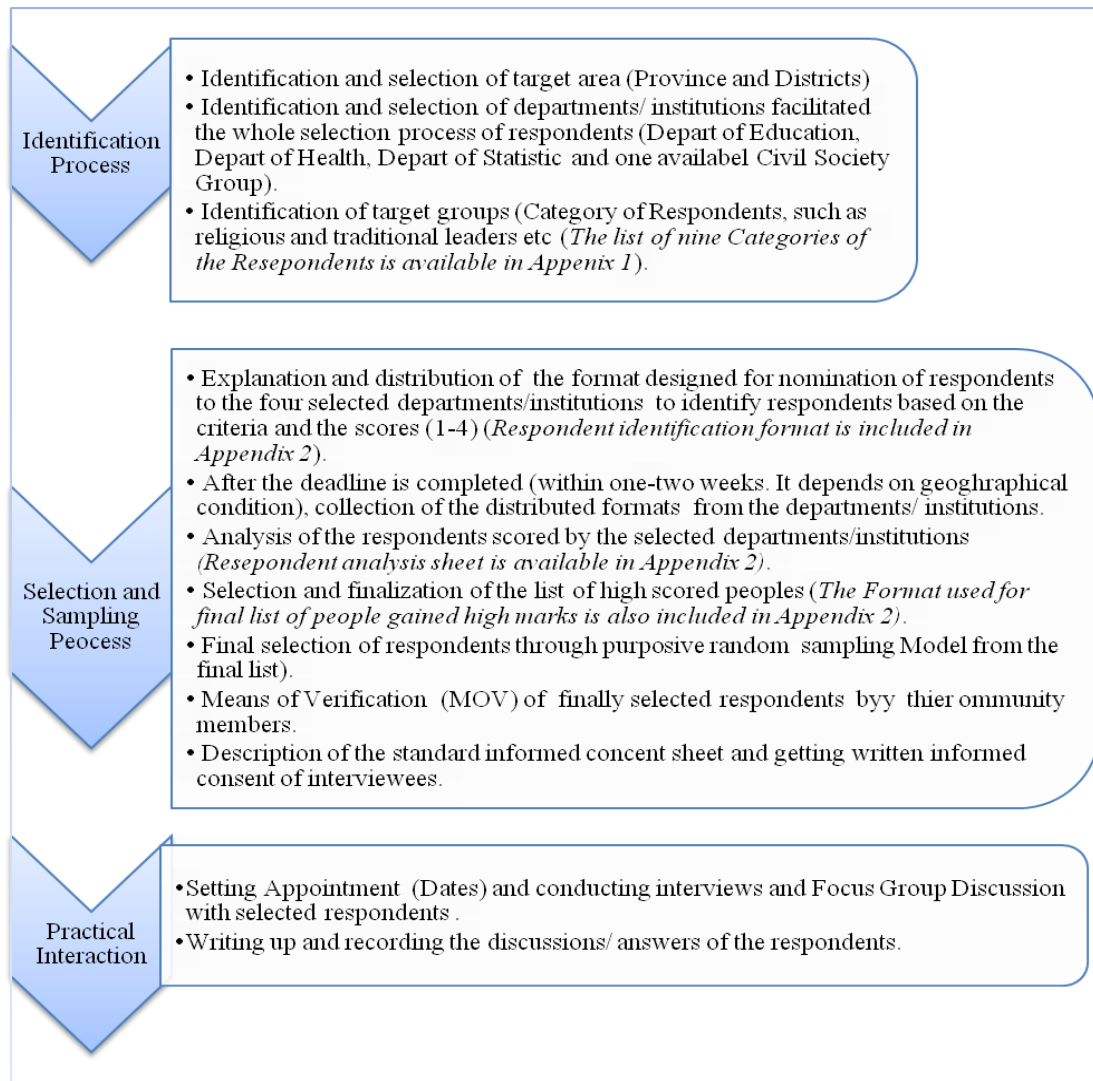 Identification
Process
• Identification and selection of target area (Province and Districts)
• Identification and selection of departments/ institutions facilitated
the whole selection process of respondents (Depart of Education,
Depart of Health, Depart of Statistic and one availabel Civil Society
Group).
• Identification of target groups (Category of Respondents, such as
religious and traditional leaders etc (The list of nine Categories of
the Resepondents is available in Appenix 1).
Selection and
Sampling
Peocess
• Explanation and distribution of the format designed for nomination of respondents
to the four selected departments/institutions to identify respondents based on the
criteria and the scores (1-4) (Respondent identification format is included in
Appendix 2).
• After the deadline is completed (within one-two weeks. It depends on geoghraphical
condition), collection of the distributed formats from the departments/ institutions.
• Analysis of the respondents scored by the selected departments/institutions
(Resepondent analysis sheet is available in Appendix 2).
• Selection and finalization of the list of high scored peoples (The Format used for
final list of people gained high marks is also included in Appendix 2).
• Final selection of respondents through purposive random sampling Model from the
final list).
• Means of Verification (MOV) of finally selected respondents byy thier ommunity
members.
• Description of the standard informed concent sheet and getting written informed
consent of interviewees.
Practical
Interaction
•Setting Appointment (Dates) and conducting interviews and Focus Group Discussion
with selected respondents .
•Writing up and recording the discussions/ answers of the respondents.